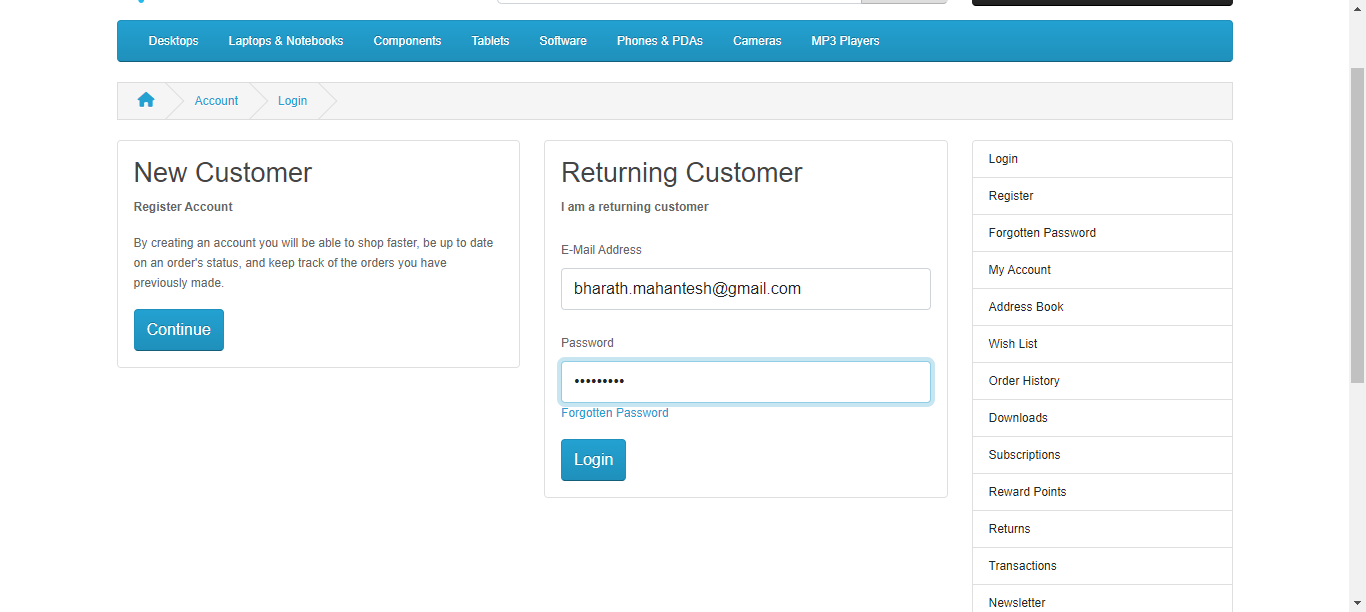 Desktops Laptops & Notebooks Components Tablets Software Phones & PDAs Cameras MP3 Players
Account Login
New Customer
Register Account
By creating an account you will be able to shop faster, be up to date
on an order's status, and keep track of the orders you have
previously made.
Continue
Returning Customer
I am a returning customer
E-Mail Address
bharath.mahantesh@gmail.com
Password
•••••••••
Forgotten Password
Login
Login
Register
Forgotten Password
My Account
Address Book
Wish List
Order History
Downloads
Subscriptions
Reward Points
Returns
Transactions
Newsletter